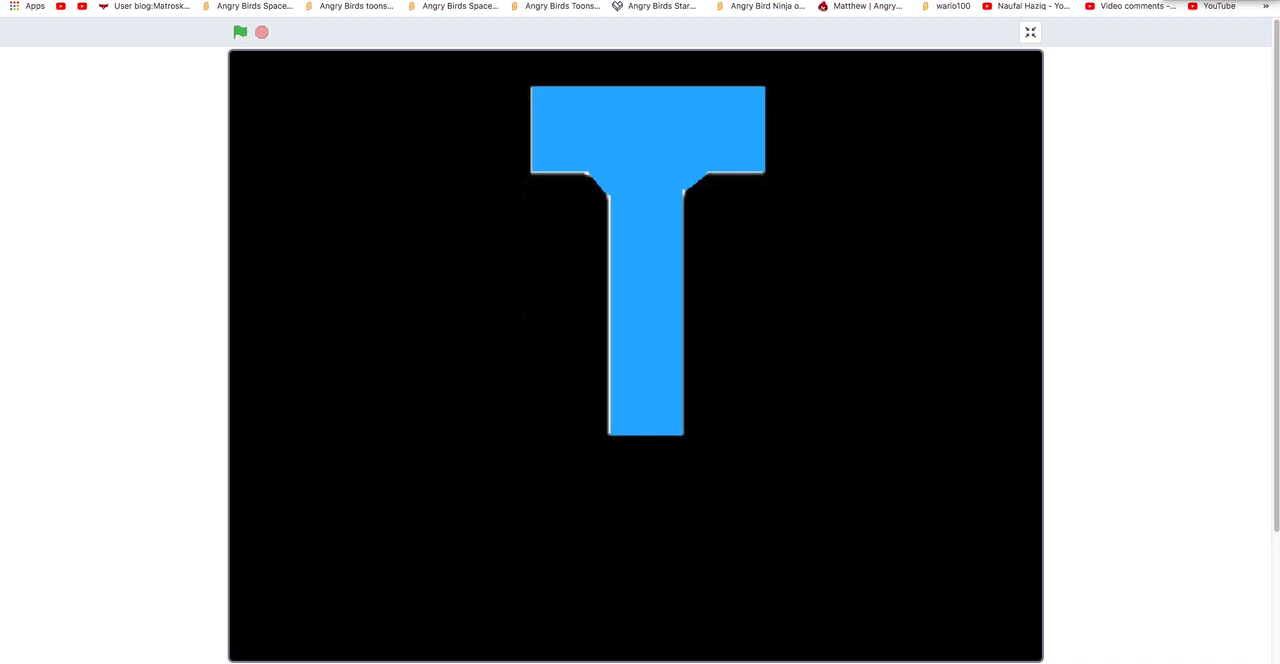 Apps User blog:Matrosk... Angry Birds Space... Angry Birds toons... Angry Birds Space... Angry Birds Toons... Angry Birds Star... Angry Bird Ninja o... Matthew | Angry... wario100 Naufal Haziq - Yo... Video comments -... YouTube »
T